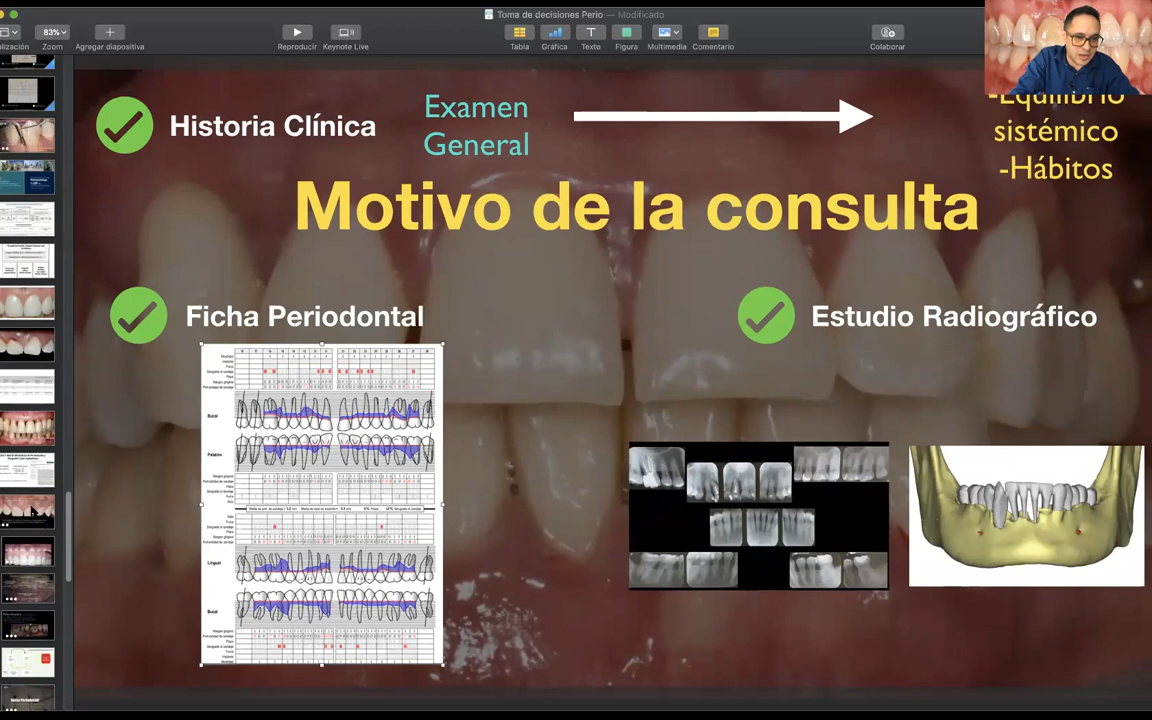 Toma de decisiones Perio — Modificado
83%
Zoom
Agregar diapositiva
Reproducir
Keynote Live
Tabla
Gráfica
Texto
Figura
Multimedia
Comentario
Colaborar
Historia Clínica
Examen
General
-Equilibrio
sistémico
-Hábitos
Motivo de la consulta
Ficha Periodontal
Estudio Radiográfico
Bucal
Palatino
Lingual
Bucal